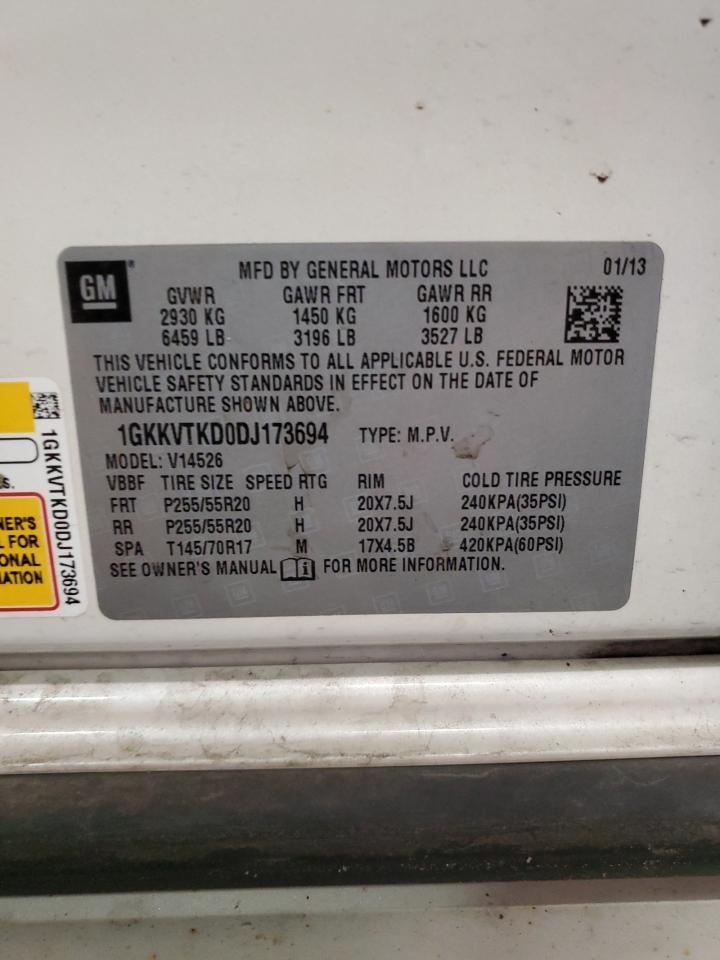 GM
MFD BY GENERAL MOTORS LLC 01/13
GVWR GAWR FRT GAWR RR
2930 KG 1450 KG 1600 KG
6459 LB 3196 LB 3527 LB
THIS VEHICLE CONFORMS TO ALL APPLICABLE U.S. FEDERAL MOTOR
VEHICLE SAFETY STANDARDS IN EFFECT ON THE DATE OF
MANUFACTURE SHOWN ABOVE.
1GKKVTKD0DJ173694 TYPE: M.P.V.
MODEL: V14526
VBBF TIRE SIZE SPEED RTG RIM COLD TIRE PRESSURE
FRT P255/55R20 H 20X7.5J 240KPA(35PSI)
RR P255/55R20 H 20X7.5J 240KPA(35PSI)
SPA T145/70R17 M 17X4.5B 420KPA(60PSI)
SEE OWNER'S MANUAL FOR MORE INFORMATION.
1GKKVTKD0DJ173694
NER'S
L FOR
ONAL
ATION